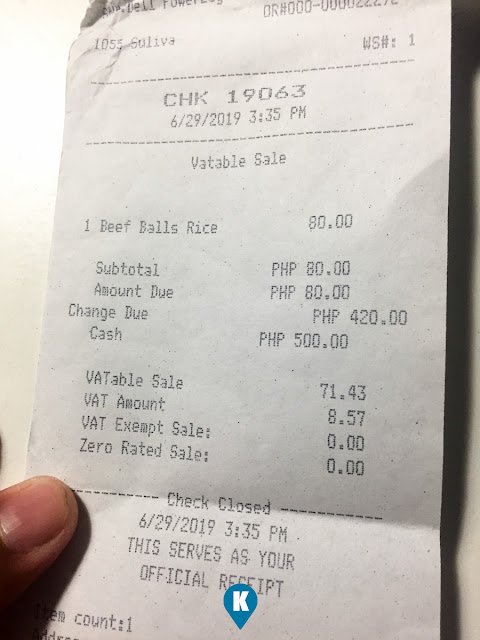 OR#000-
1055 Suliva WS#: 1
CHK 19063
6/29/2019 3:35 PM
Vatable Sale
1 Beef Balls Rice 80.00
Subtotal PHP 80.00
Amount Due PHP 80.00
Change Due PHP 420.00
Cash PHP 500.00
VATable Sale 71.43
VAT Amount 8.57
VAT Exempt Sale: 0.00
Zero Rated Sale: 0.00
Check Closed
6/29/2019 3:35 PM
THIS SERVES AS YOUR
OFFICIAL RECEIPT
K
Item count:1